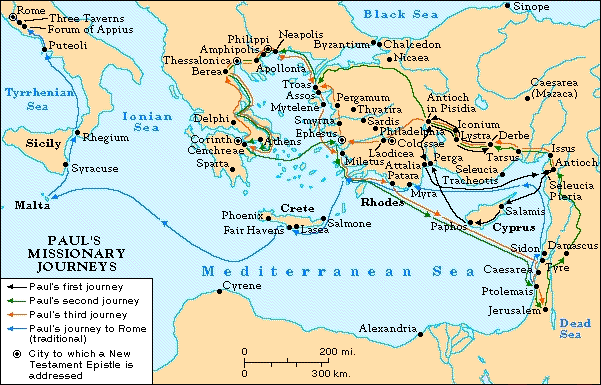 Rome
Three Taverns
Forum of Appius
Puteoli
Tyrrhenian
Sea
Ionian
Sea
Rhegium
Sicily
Syracuse
Malta
Black Sea
Sinope
Philippi
Neapolis
Amphipolis
Thessalonica
Berea
Apollonia
Byzantium
Chalcedon
Nicaea
Troas
Assos
Mytelene
Pergamum
Thyatira
Smyrna
Sardis
Ephesus
Philadelphia
Colossae
Laodicea
Miletus
Attalia
Patara
Perga
Myra
Antioch
in Pisidia
Iconium
Lystra
Derbe
Tarsus
Seleucia
Tracheotis
Caesarea
(Mazaca)
Issus
Antioch
Seleucia
Pieria
Delphi
Corinth
Cenchreae
Athens
Sparta
Rhodes
Crete
Phoenix
Fair Havens
Lasea
Salmone
Salamis
Cyprus
Paphos
Sidon
Damascus
Tyre
Caesarea
Ptolemais
Jerusalem
Dead
Sea
Mediterranean Sea
Cyrene
Alexandria
PAUL'S
MISSIONARY
JOURNEYS
Paul's first journey
Paul's second journey
Paul's third journey
Paul's journey to Rome
(traditional)
City to which a New
Testament Epistle is
addressed
0 200 mi.
0 300 km.